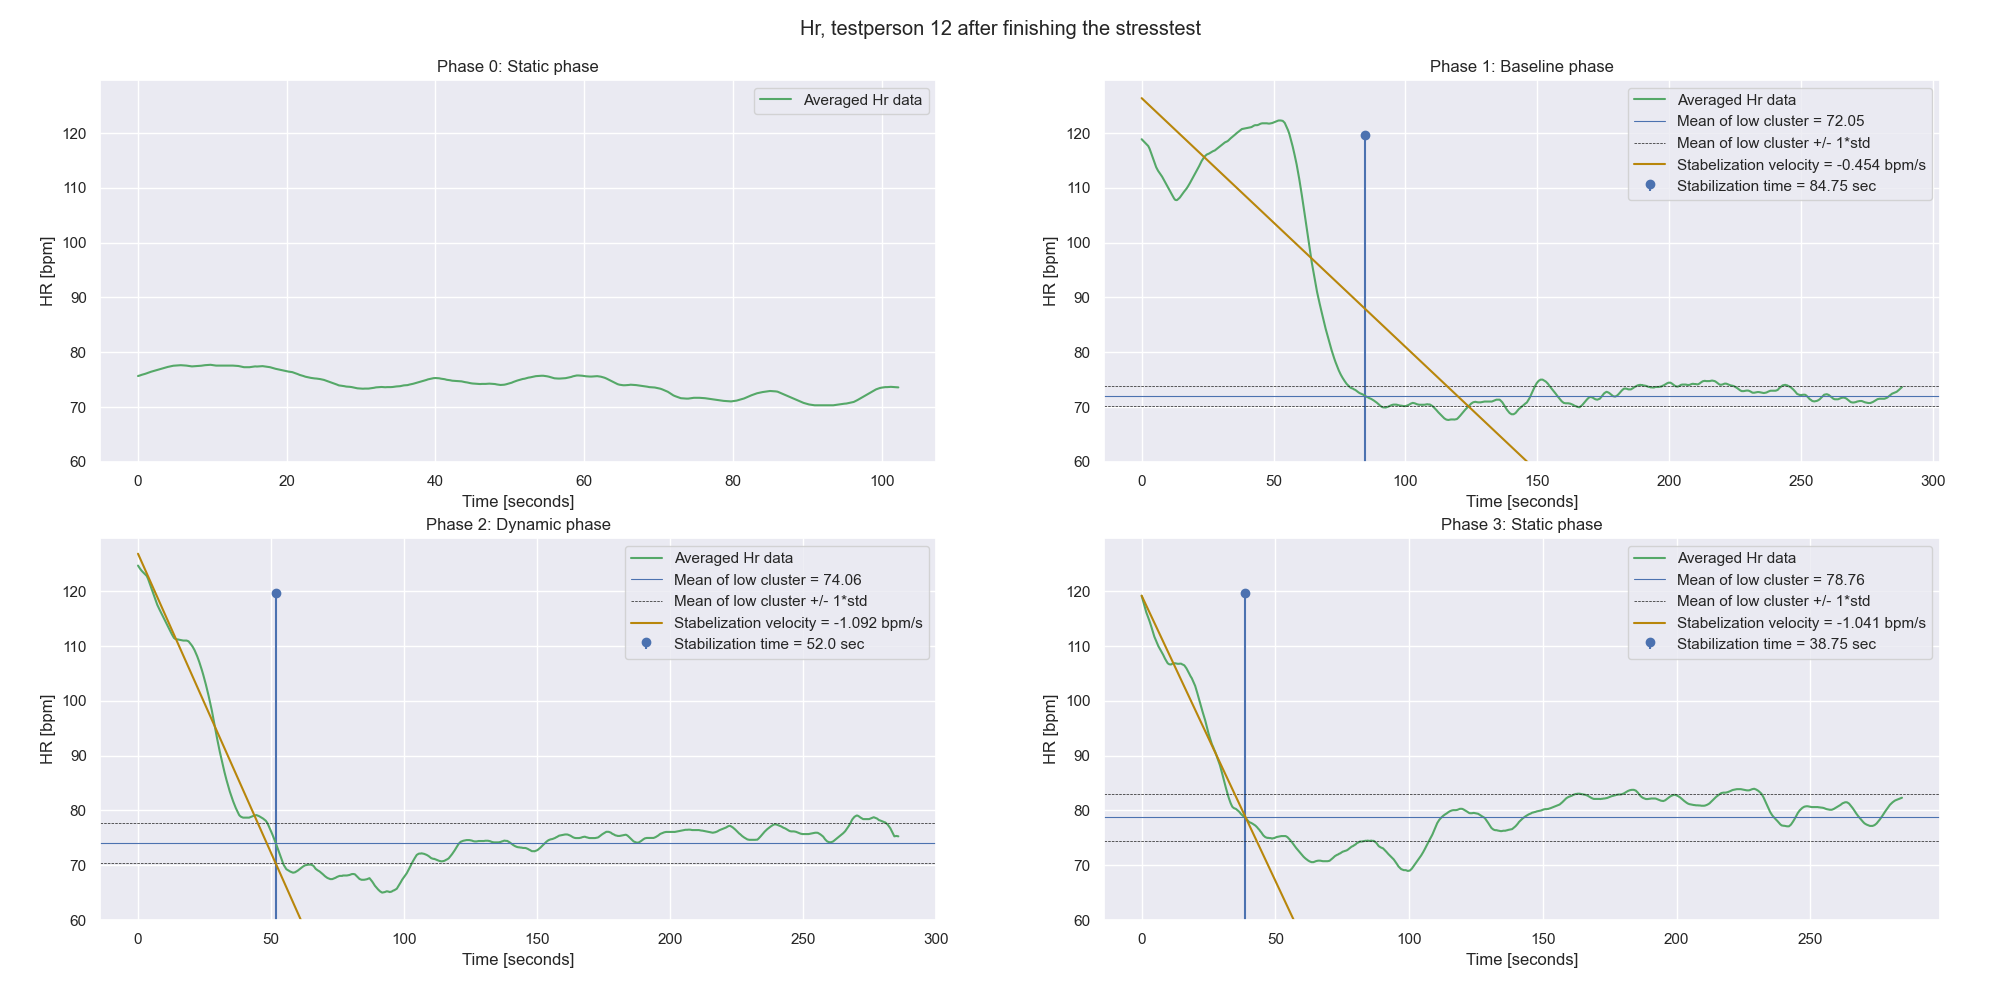 Hr, testperson 12 after finishing the stresstest
Phase 0: Static phase
Averaged Hr data
HR [bpm]
120
110
100
90
80
70
60
0 20 40 60 80 100
Time [seconds]
Phase 1: Baseline phase
Averaged Hr data
Mean of low cluster = 72.05
Mean of low cluster +/- 1*std
Stabelization velocity = -0.454 bpm/s
Stabilization time = 84.75 sec
HR [bpm]
120
110
100
90
80
70
60
0 50 100 150 200 250 300
Time [seconds]
Phase 2: Dynamic phase
Averaged Hr data
Mean of low cluster = 74.06
Mean of low cluster +/- 1*std
Stabelization velocity = -1.092 bpm/s
Stabilization time = 52.0 sec
HR [bpm]
120
110
100
90
80
70
60
0 50 100 150 200 250 300
Time [seconds]
Phase 3: Static phase
Averaged Hr data
Mean of low cluster = 78.76
Mean of low cluster +/- 1*std
Stabelization velocity = -1.041 bpm/s
Stabilization time = 38.75 sec
HR [bpm]
120
110
100
90
80
70
60
0 50 100 150 200 250
Time [seconds]